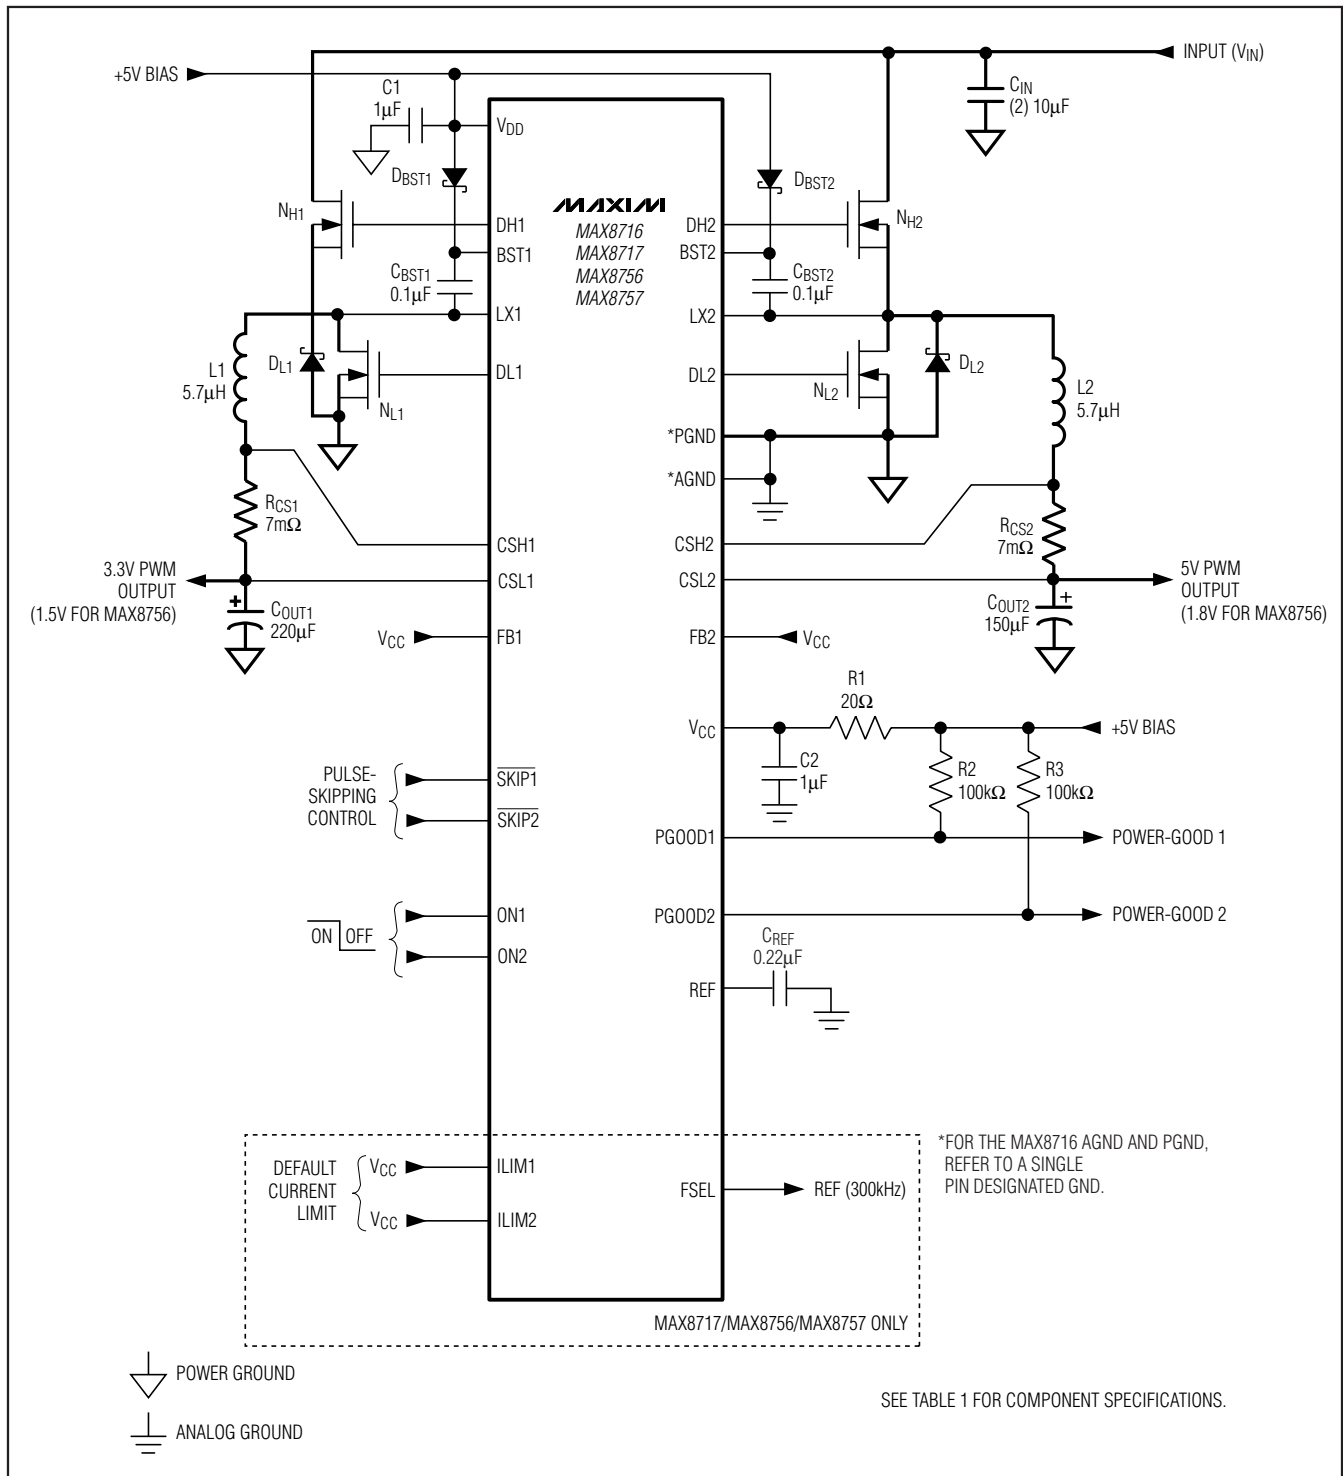 INPUT (VIN)
+5V BIAS
CIN
(2) 10µF
C1
1µF
VDD
DBST1
DBST2
MAXIM
MAX8716
MAX8717
MAX8756
MAX8757
NH1
DH1
DH2
NH2
BST1
BST2
CBST1
0.1µF
CBST2
0.1µF
LX1
LX2
L1
5.7µH
DL1
DL1
NL1
DL2
NL2
DL2
L2
5.7µH
*PGND
*AGND
RCS1
7mΩ
RCS2
7mΩ
CSH1
CSH2
3.3V PWM
OUTPUT
(1.5V FOR MAX8756)
CSL1
CSL2
5V PWM
OUTPUT
(1.8V FOR MAX8756)
+
COUT1
220µF
COUT2
150µF
+
VCC
FB1
FB2
VCC
R1
20Ω
VCC
+5V BIAS
C2
1µF
R2
100kΩ
R3
100kΩ
PULSE-
SKIPPING
CONTROL
SKIP1
SKIP2
PGOOD1
POWER-GOOD 1
ON OFF
ON1
ON2
PGOOD2
POWER-GOOD 2
CREF
0.22µF
REF
*FOR THE MAX8716 AGND AND PGND,
REFER TO A SINGLE
PIN DESIGNATED GND.
DEFAULT
CURRENT
LIMIT
VCC
ILIM1
VCC
ILIM2
FSEL
REF (300kHz)
MAX8717/MAX8756/MAX8757 ONLY
POWER GROUND
ANALOG GROUND
SEE TABLE 1 FOR COMPONENT SPECIFICATIONS.